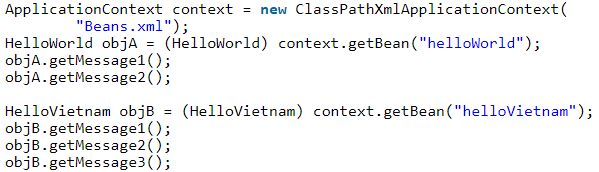 ApplicationContext context = new ClassPathXmlApplicationContext(
"Beans.xml");
HelloWorld objA = (HelloWorld) context.getBean("helloWorld");
objA.getMessage1();
objA.getMessage2();
HelloVietnam objB = (HelloVietnam) context.getBean("helloVietnam");
objB.getMessage1();
objB.getMessage2();
objB.getMessage3();